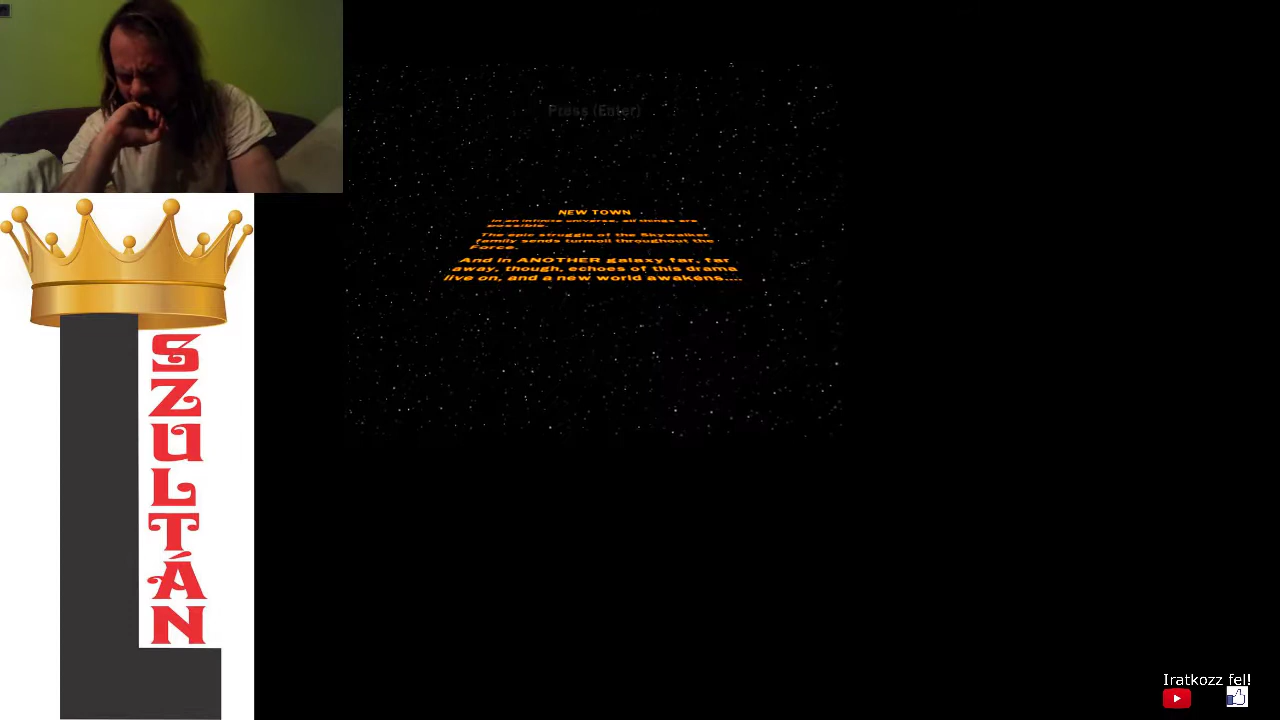 Press (Enter)
NEW TOWN
In an infinite universe, all things are
possible.
The epic struggle of the Skywalker
family sends turmoil throughout the
Force.
And in ANOTHER galaxy far, far
away, though, echoes of this drama
live on, and a new world awakens....
L
SZULTÁN
Iratkozz fel!